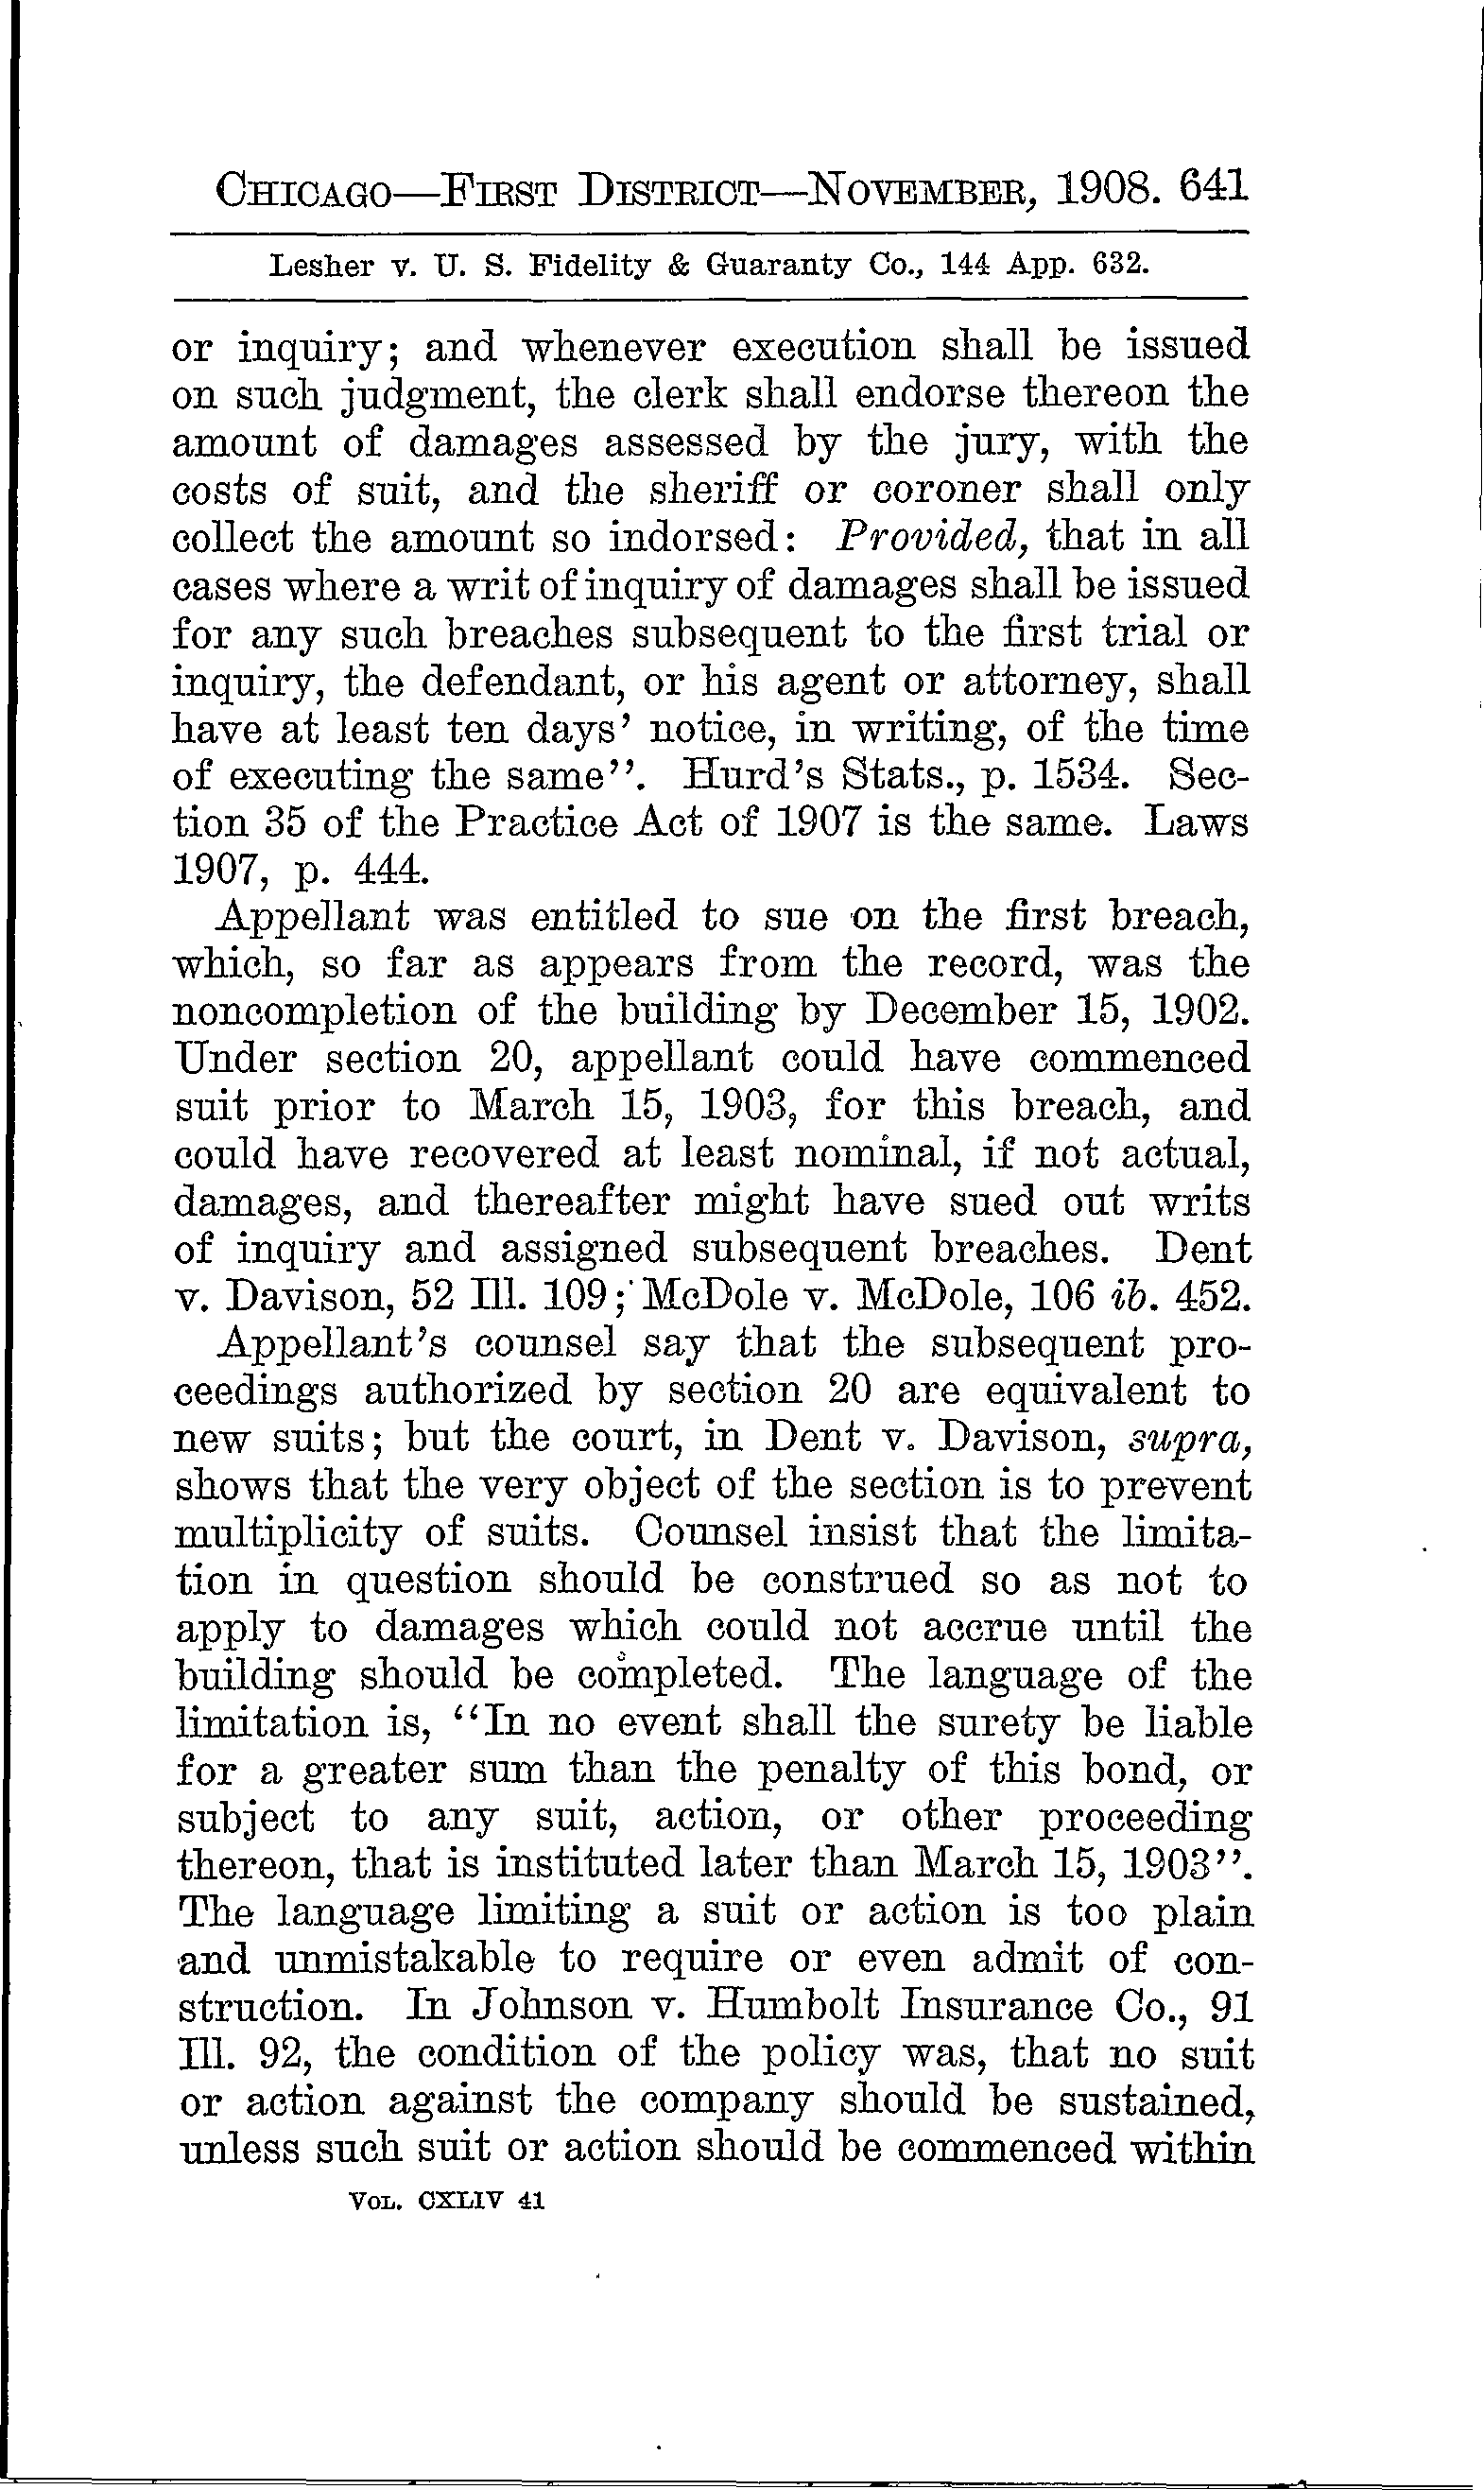 CHICAGO—FIRST DISTRICT—NOVEMBER, 1908. 641
Lesher v. U. S. Fidelity & Guaranty Co., 144 App. 632.
or inquiry; and whenever execution shall be issued
on such judgment, the clerk shall endorse thereon the
amount of damages assessed by the jury, with the
costs of suit, and the sheriff or coroner shall only
collect the amount so indorsed: Provided, that in all
cases where a writ of inquiry of damages shall be issued
for any such breaches subsequent to the first trial or
inquiry, the defendant, or his agent or attorney, shall
have at least ten days' notice, in writing, of the time
of executing the same". Hurd's Stats., p. 1534. Sec-
tion 35 of the Practice Act of 1907 is the same. Laws
1907, p. 444.
Appellant was entitled to sue on the first breach,
which, so far as appears from the record, was the
noncompletion of the building by December 15, 1902.
Under section 20, appellant could have commenced
suit prior to March 15, 1903, for this breach, and
could have recovered at least nominal, if not actual,
damages, and thereafter might have sued out writs
of inquiry and assigned subsequent breaches. Dent
v. Davison, 52 Ill. 109; McDole v. McDole, 106 ib. 452.
Appellant's counsel say that the subsequent pro-
ceedings authorized by section 20 are equivalent to
new suits; but the court, in Dent v. Davison, supra,
shows that the very object of the section is to prevent
multiplicity of suits. Counsel insist that the limita-
tion in question should be construed so as not to
apply to damages which could not accrue until the
building should be completed. The language of the
limitation is, "In no event shall the surety be liable
for a greater sum than the penalty of this bond, or
subject to any suit, action, or other proceeding
thereon, that is instituted later than March 15, 1903".
The language limiting a suit or action is too plain
and unmistakable to require or even admit of con-
struction. In Johnson v. Humbolt Insurance Co., 91
Ill. 92, the condition of the policy was, that no suit
or action against the company should be sustained,
unless such suit or action should be commenced within
VOL. CXLIV 41